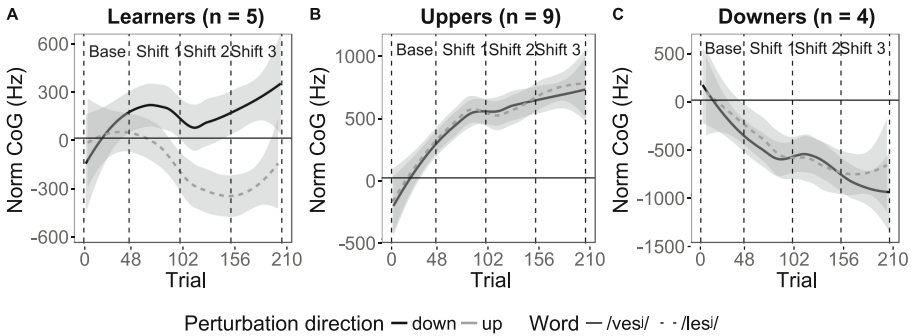 A Learners (n = 5)
Norm CoG (Hz)
600
300
0
-300
-600
Base Shift 1 Shift 2 Shift 3
0 48 102 156 210
Trial
B Uppers (n = 9)
Norm CoG (Hz)
1000
500
0
-500
Base Shift 1 Shift 2 Shift 3
0 48 102 156 210
Trial
C Downers (n = 4)
Norm CoG (Hz)
0
-500
-1000
-1500
Base Shift 1 Shift 2 Shift 3
0 48 102 156 210
Trial
Perturbation direction down up Word /vesʲ/ /lesʲ/